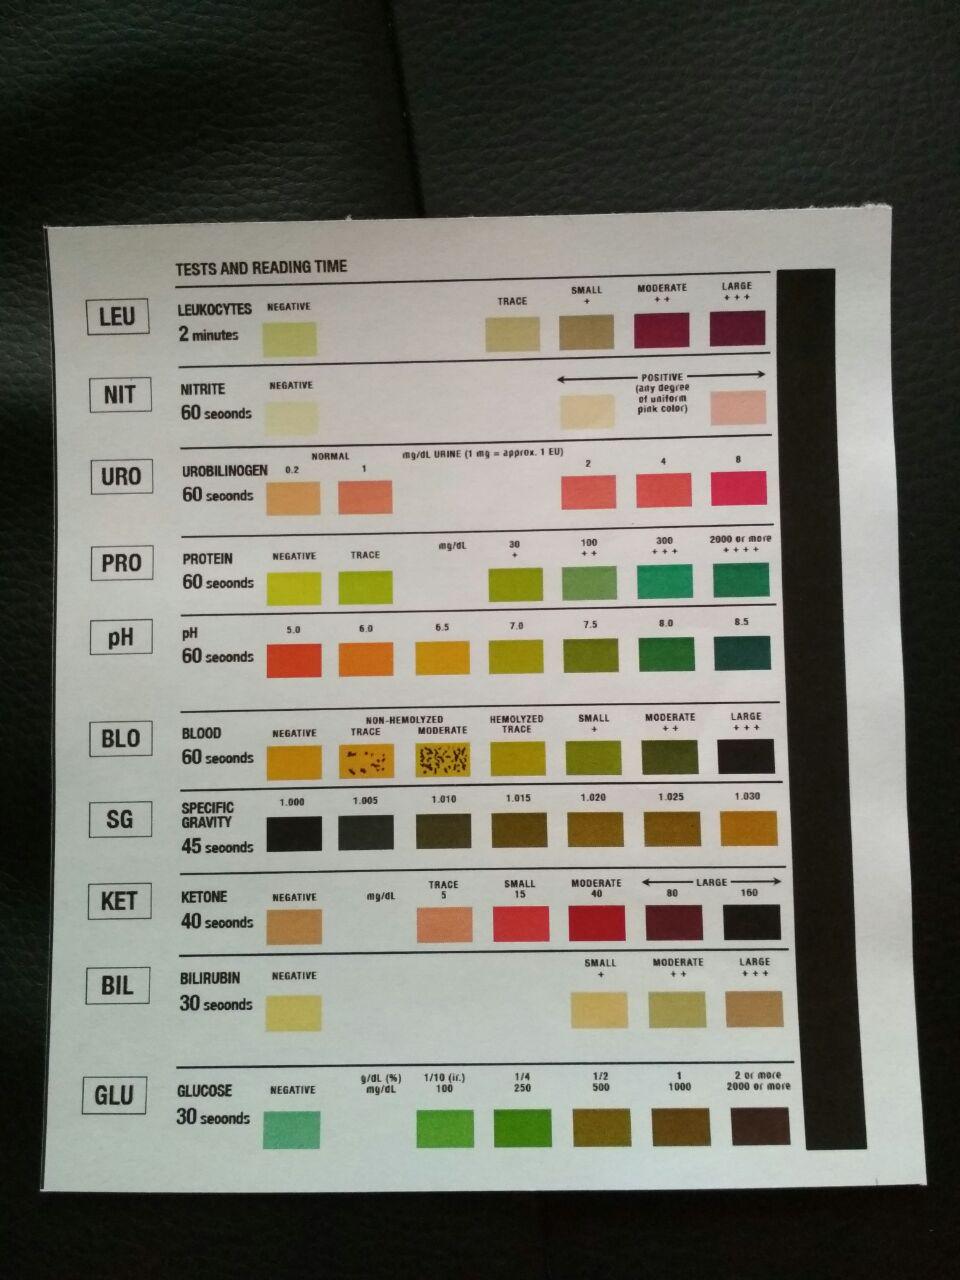 TESTS AND READING TIME
LEU
LEUKOCYTES
2 minutes
NEGATIVE
TRACE
SMALL
+
MODERATE
+ +
LARGE
+ + +
NIT
NITRITE
60 seconds
NEGATIVE
POSITIVE
(any degree
of uniform
pink color)
URO
UROBILINOGEN
60 seconds
NORMAL
0.2 1
mg/dL URINE (1 mg = approx. 1 EU)
2 4 8
PRO
PROTEIN
60 seconds
NEGATIVE
TRACE
mg/dL
30
+
100
+ +
300
+ + +
2000 or more
+ + + +
pH
pH
60 seconds
5.0 6.0 6.5 7.0 7.5 8.0 8.5
BLO
BLOOD
60 seconds
NEGATIVE
NON-HEMOLYZED
TRACE MODERATE
HEMOLYZED
TRACE
SMALL
+
MODERATE
+ +
LARGE
+ + +
SG
SPECIFIC
GRAVITY
45 seconds
1.000 1.005 1.010 1.015 1.020 1.025 1.030
KET
KETONE
40 seconds
NEGATIVE
mg/dL
TRACE
5
SMALL
15
MODERATE
40
LARGE
80 160
BIL
BILIRUBIN
30 seconds
NEGATIVE
SMALL
+
MODERATE
+ +
LARGE
+ + +
GLU
GLUCOSE
30 seconds
NEGATIVE
g/dL (%)
mg/dL
1/10 (tr.)
100
1/4
250
1/2
500
1
1000
2 or more
2000 or more